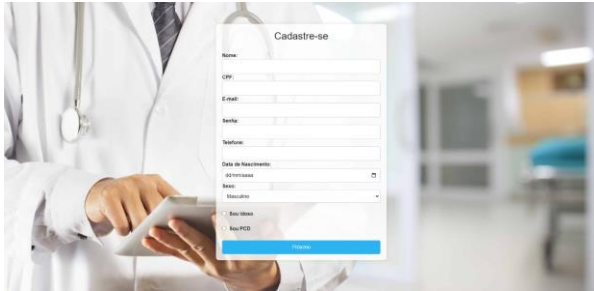 Cadastre-se
Nome:
CPF:
E-mail:
Senha:
Telefone:
Data de Nascimento:
dd/mm/aaaa
Sexo:
Masculino
Sou Idoso
Sou PCD
Próximo